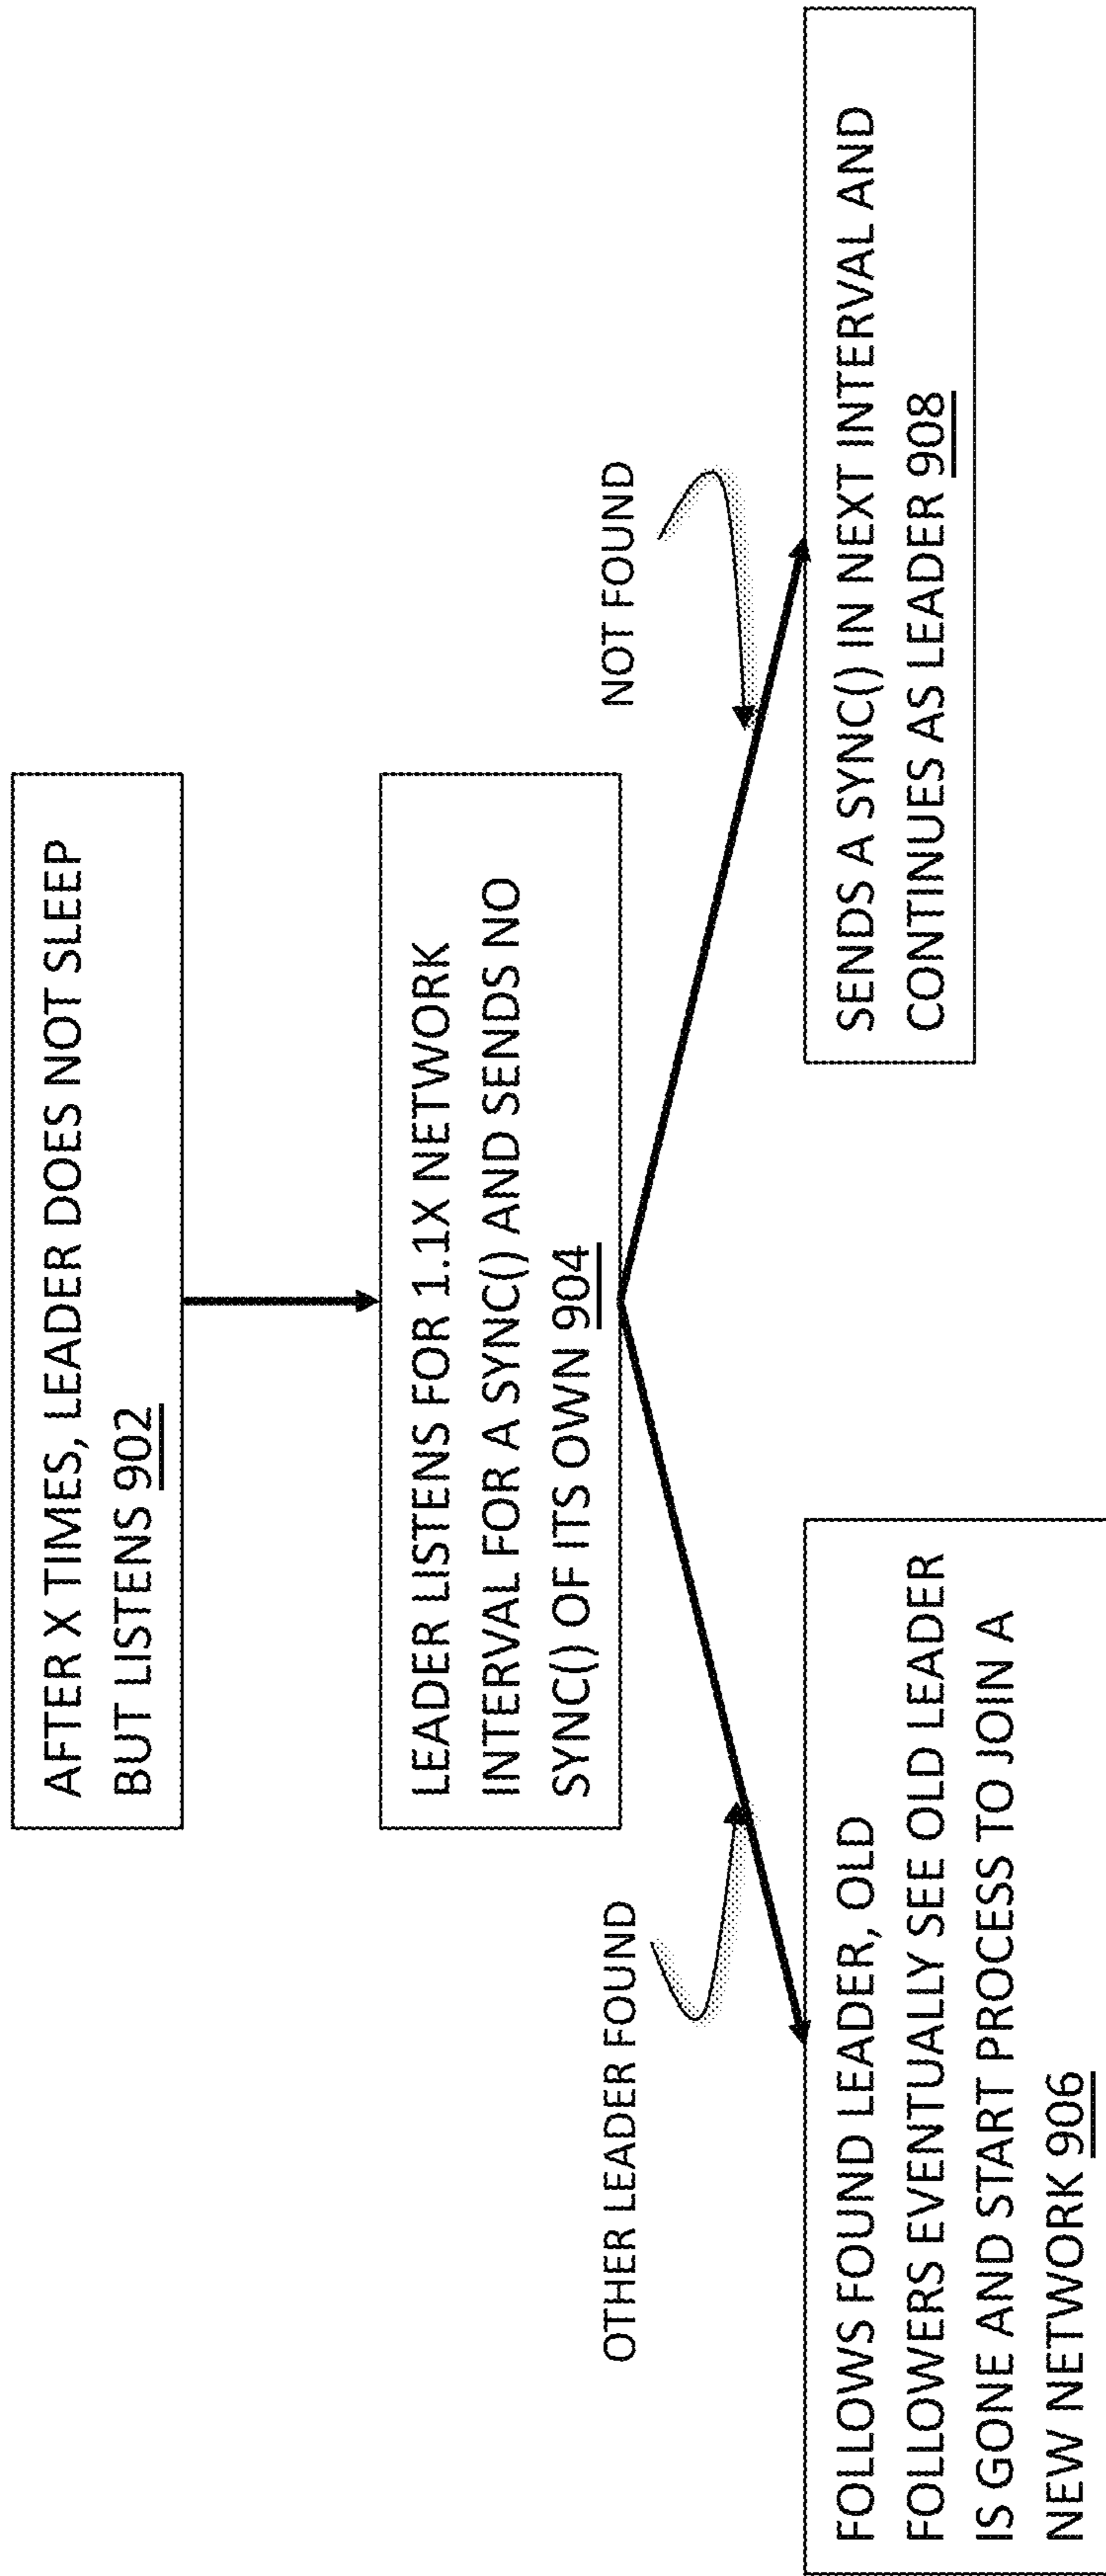 AFTER X TIMES, LEADER DOES NOT SLEEP
BUT LISTENS 902
LEADER LISTENS FOR 1.1X NETWORK
INTERVAL FOR A SYNC() AND SENDS NO
SYNC() OF ITS OWN 904
OTHER LEADER FOUND
NOT FOUND
FOLLOWS FOUND LEADER, OLD
FOLLOWERS EVENTUALLY SEE OLD LEADER
IS GONE AND START PROCESS TO JOIN A
NEW NETWORK 906
SENDS A SYNC() IN NEXT INTERVAL AND
CONTINUES AS LEADER 908